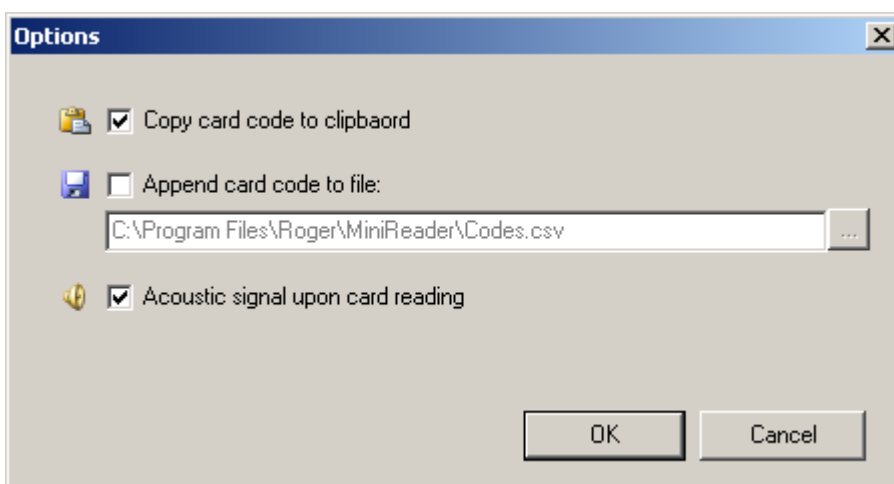 Options
Copy card code to clipbaord
Append card code to file:
C:\Program Files\Roger\MiniReader\Codes.csv
...
Acoustic signal upon card reading
OK Cancel